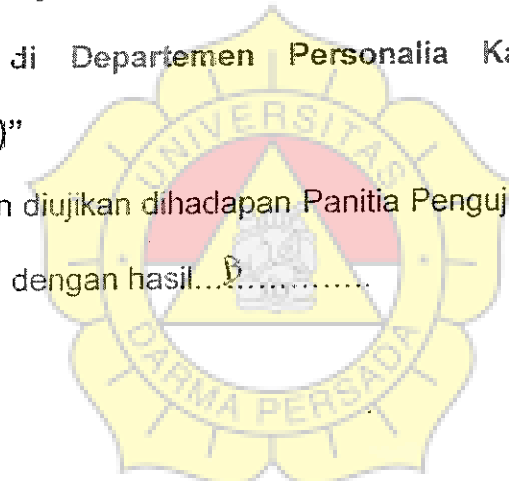 di Departemen Personalia Ka
)"
n diujikan dihadapan Panitia Penguj
dengan hasil....B...............
UNIVERSITAS
DARMA PERSADA